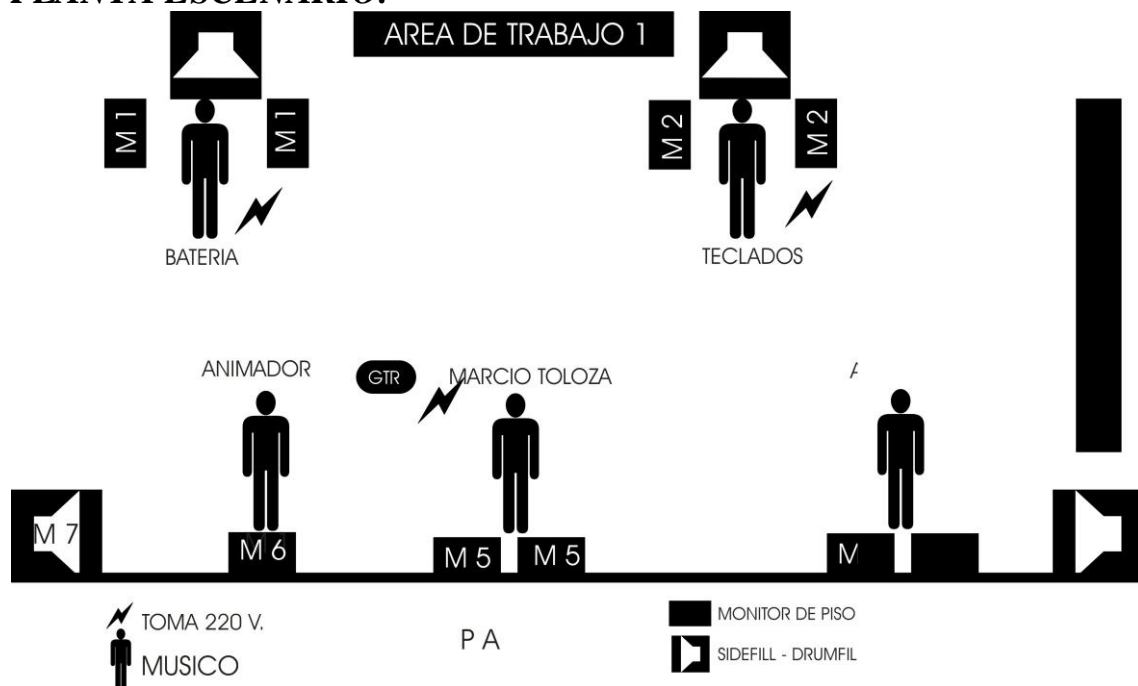 AREA DE TRABAJO 1
M 1
M 1
M 2
M 2
BATERIA
TECLADOS
ANIMADOR
GTR
MARCIO TOLOZA
M 7
M 6
M 5
M 5
M
TOMA 220 V.
MUSICO
P A
MONITOR DE PISO
SIDEFILL - DRUMFIL